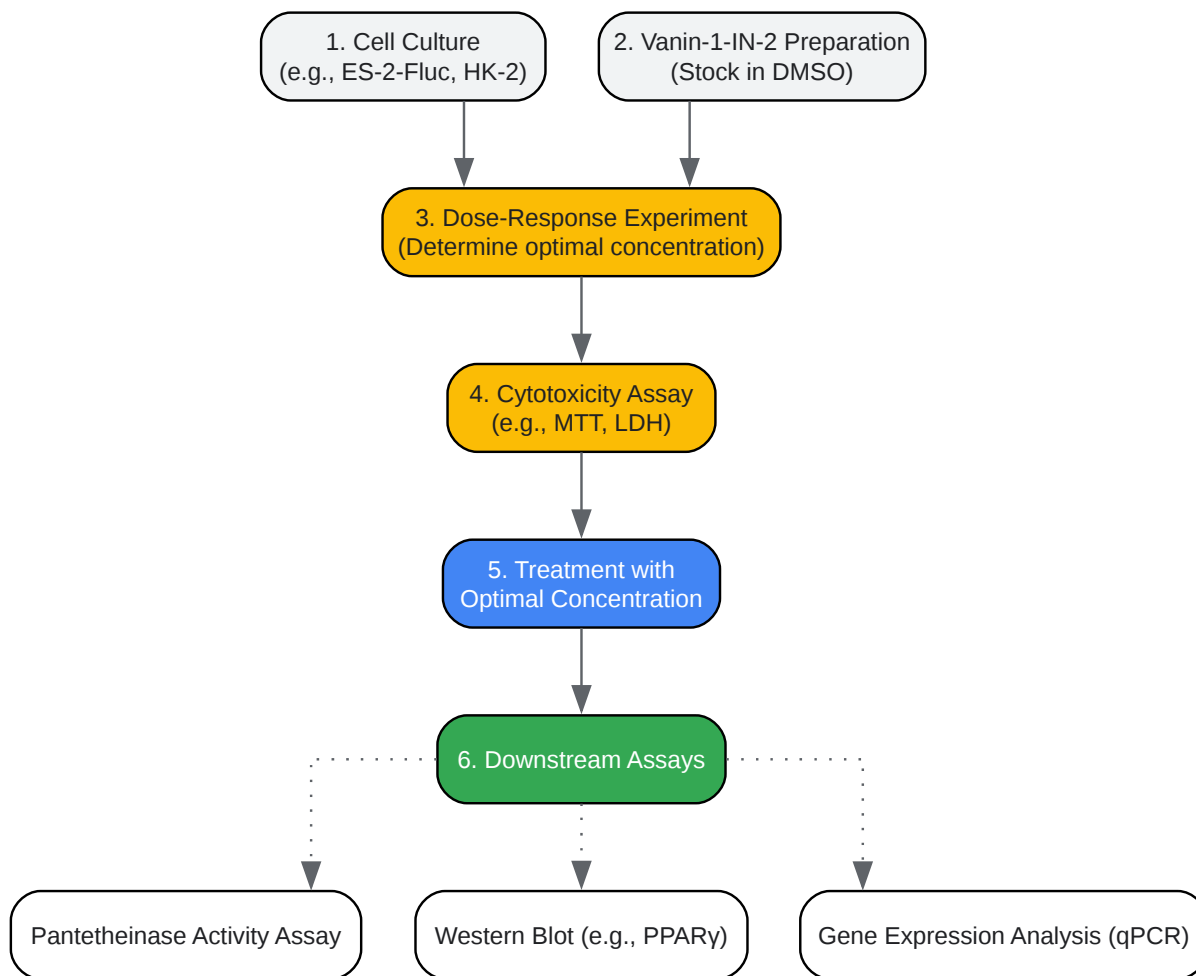 1. Cell Culture
(e.g., ES-2-Fluc, HK-2)
2. Vanin-1-IN-2 Preparation
(Stock in DMSO)
3. Dose-Response Experiment
(Determine optimal concentration)
4. Cytotoxicity Assay
(e.g., MTT, LDH)
5. Treatment with
Optimal Concentration
6. Downstream Assays
Pantetheinase Activity Assay
Western Blot (e.g., PPARγ)
Gene Expression Analysis (qPCR)